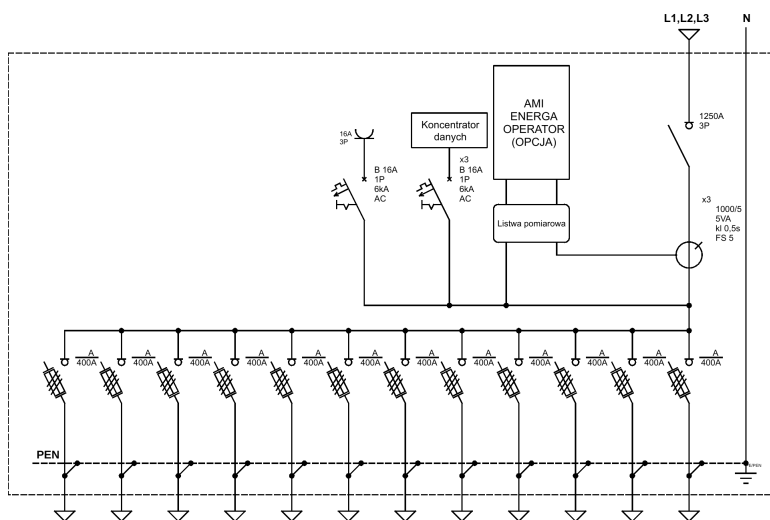 L1,L2,L3 N
AMI
ENERGA
OPERATOR
(OPCJA)
Koncentrator
danych
1250A
3P
16A
3P
B 16A
1P
6kA
AC
x3
B 16A
1P
6kA
AC
Listwa pomiarowa
x3
1000/5
5VA
kl 0,5s
FS 5
A
400A
A
400A
A
400A
A
400A
A
400A
A
400A
A
400A
A
400A
A
400A
A
400A
A
400A
A
400A
PEN